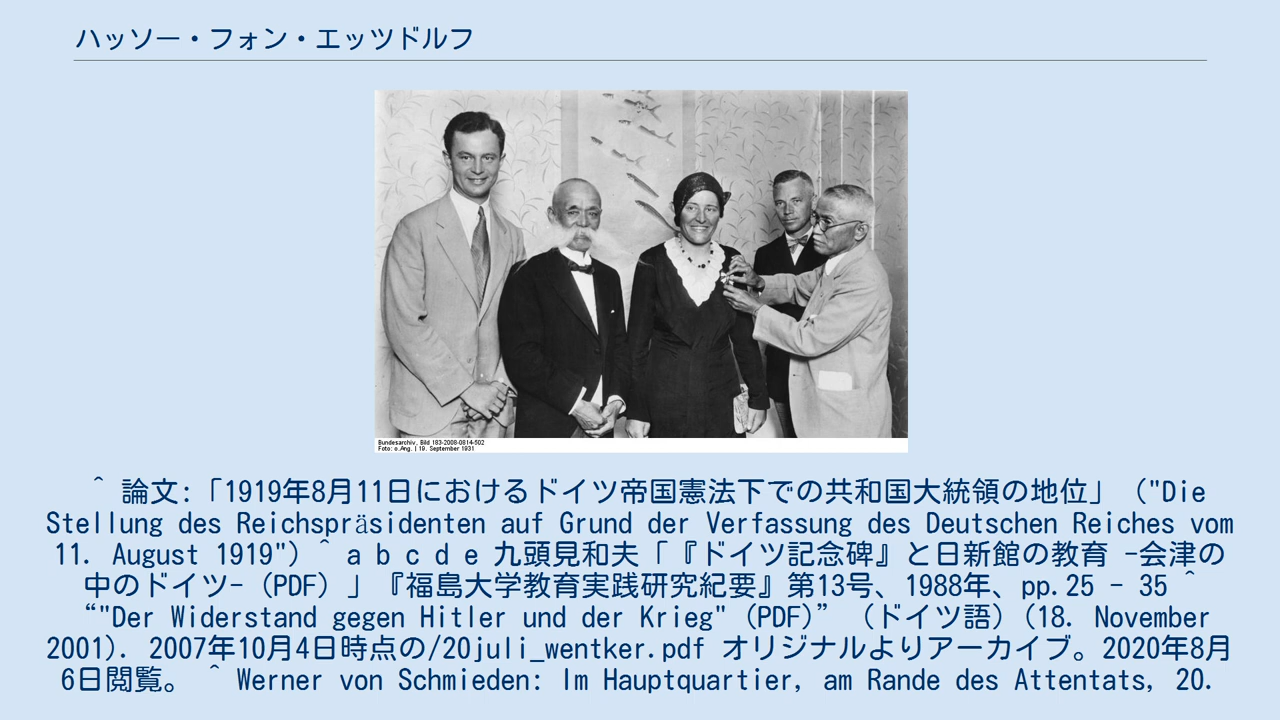 ハッソー・フォン・エッツドルフ
Bundesarchiv, Bild 183-2008-0814-502
Foto: o.Ang. | 19. September 1931
^ 論文:「1919年8月11日におけるドイツ帝国憲法下での共和国大統領の地位」 ("Die
Stellung des Reichspräsidenten auf Grund der Verfassung des Deutschen Reiches vom
11. August 1919") ^ a b c d e 九頭見和夫「『ドイツ記念碑』と日新館の教育 -会津の
中のドイツ- (PDF) 」『福島大学教育実践研究紀要』第13号、1988年、pp.25 - 35 ^
“"Der Widerstand gegen Hitler und der Krieg" (PDF)” (ドイツ語) (18. November
2001). 2007年10月4日時点の/20juli_wentker.pdf オリジナルよりアーカイブ。2020年8月
6日閲覧。 ^ Werner von Schmieden: Im Hauptquartier, am Rande des Attentats, 20.